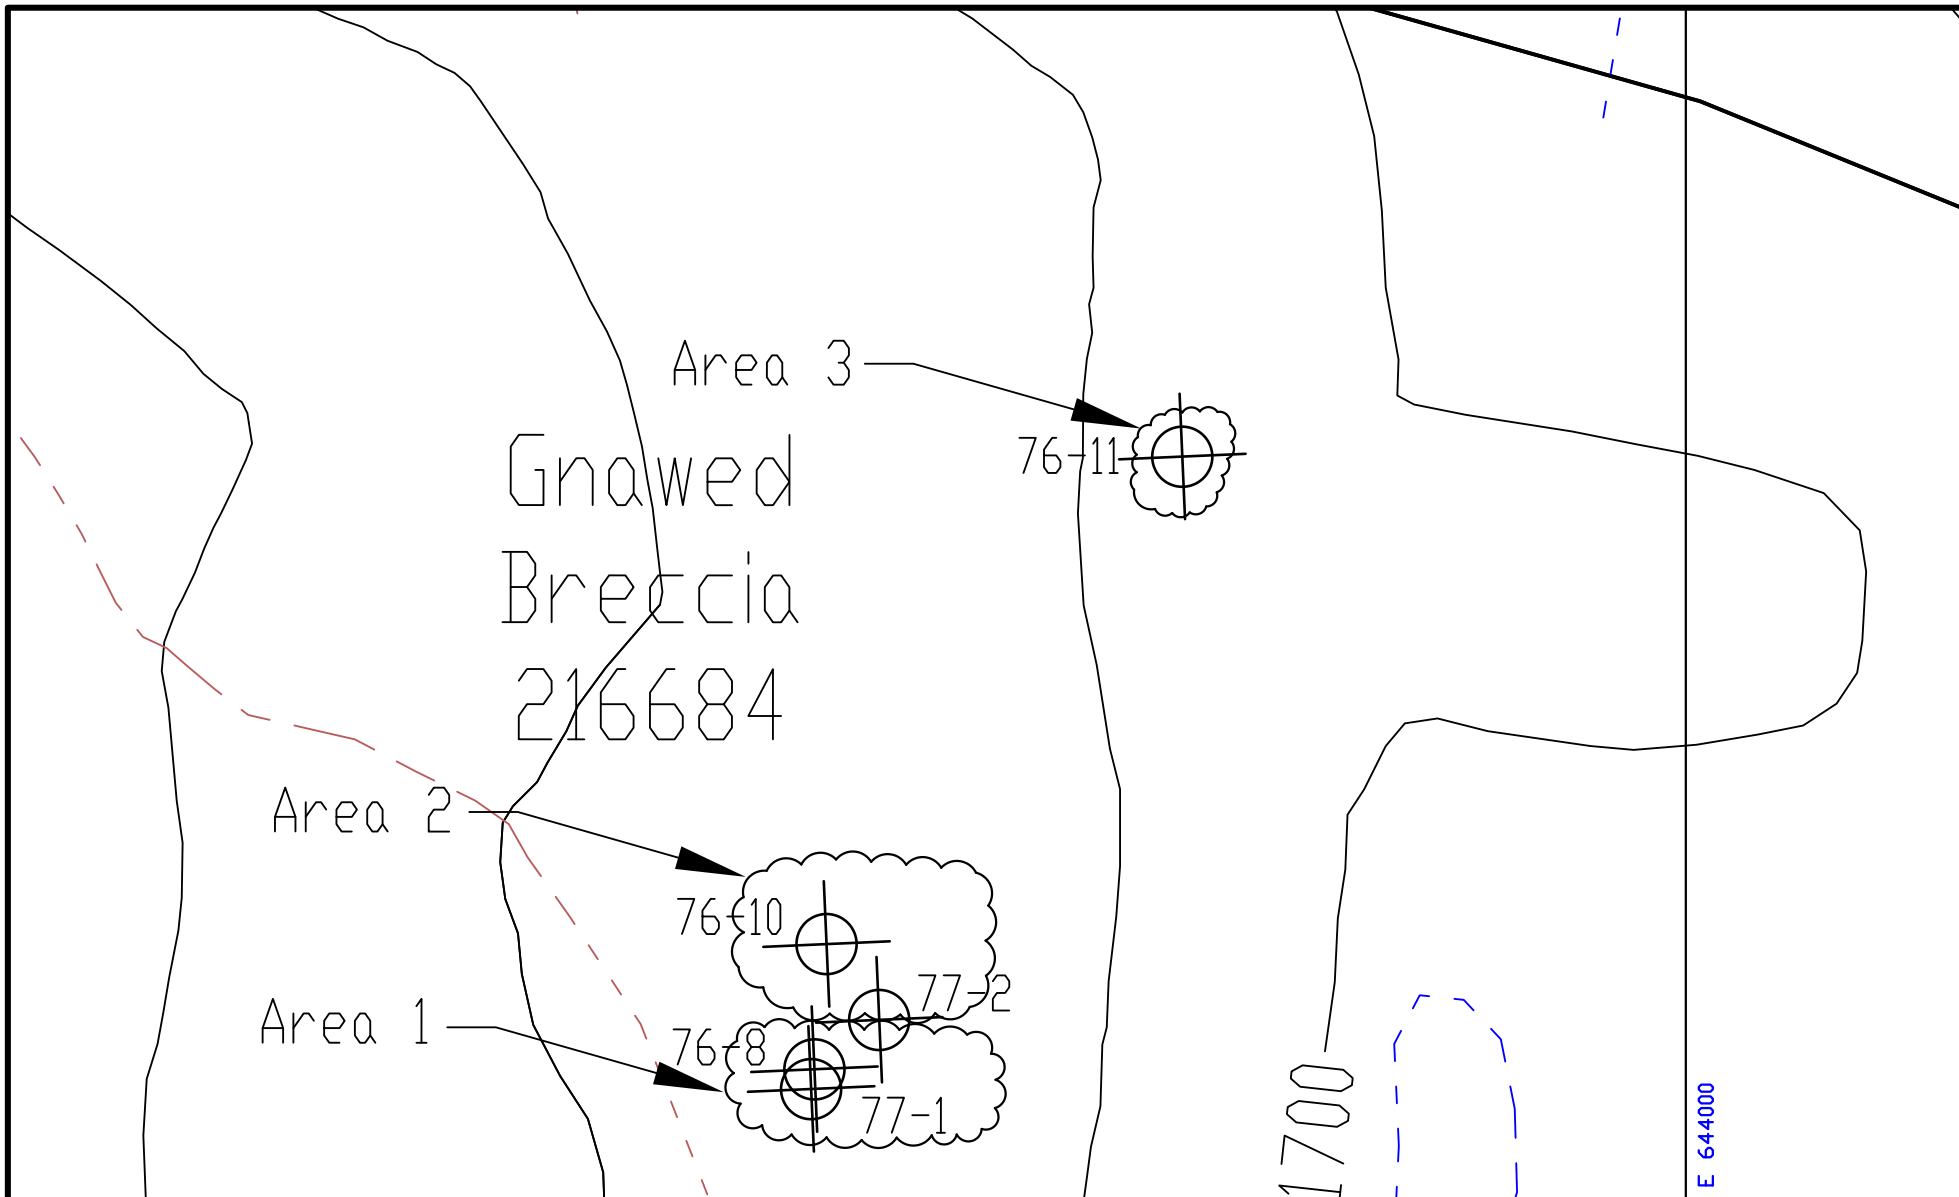 Area 3
76-11
Gnawed
Breccia
216684
Area 2
76-10
77-2
Area 1
76-8
77-1
1700
E 644000